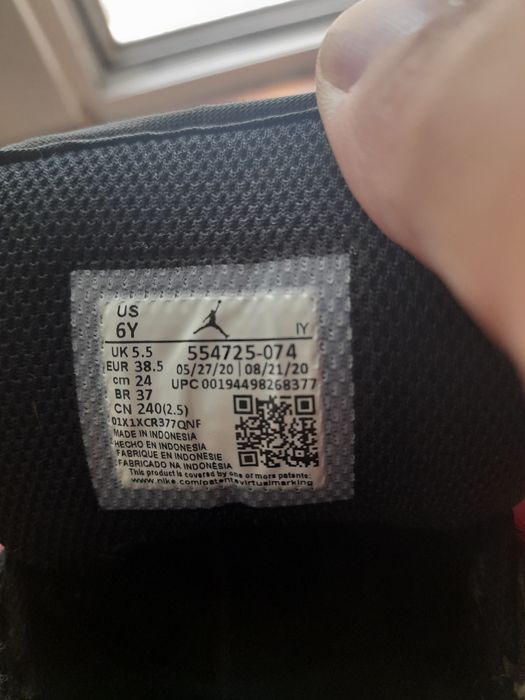 US
6Y IY
UK 5.5 554725-074
EUR 38.5 05/27/20 | 08/21/20
cm 24 UPC 00194498268377
BR 37
CN 240(2.5)
01X1XCR377QNF
MADE IN INDONESIA
HECHO EN INDONESIA
FABRIQUE EN INDONESIE
FABRICADO NA INDONÉSIA
This product is covered by one or more patents:
www.nike.com/patentsvirtualmarking